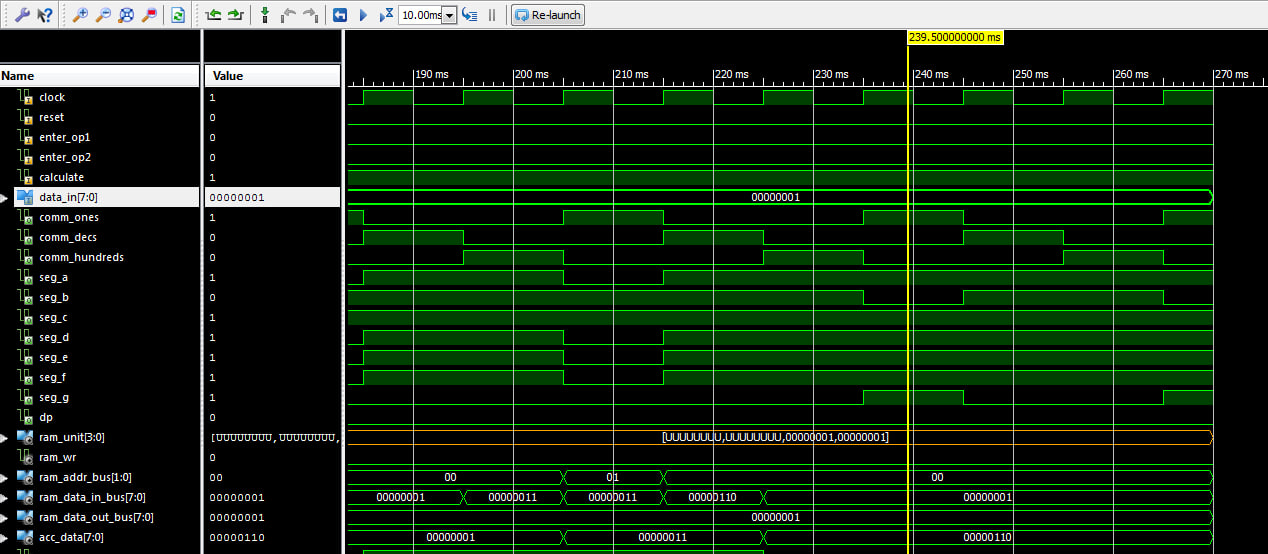 10.00ms Re-launch
239.500000000 ms
Name Value 190 ms 200 ms 210 ms 220 ms 230 ms 240 ms 250 ms 260 ms 270 ms
clock 1
reset 0
enter_op1 0
enter_op2 0
calculate 1
data_in[7:0] 00000001 00000001
comm_ones 1
comm_decs 0
comm_hundreds 0
seg_a 1
seg_b 0
seg_c 1
seg_d 1
seg_e 1
seg_f 1
seg_g 1
dp 0
ram_unit[3:0] [UUUUUUUU,UUUUUUUU, [UUUUUUUU,UUUUUUUU,00000001,00000001]
ram_wr 0
ram_addr_bus[1:0] 00 00 01 00
ram_data_in_bus[7:0] 00000001 00000001 00000011 00000011 00000110 00000001
ram_data_out_bus[7:0] 00000001 00000001
acc_data[7:0] 00000110 00000001 00000011 00000110